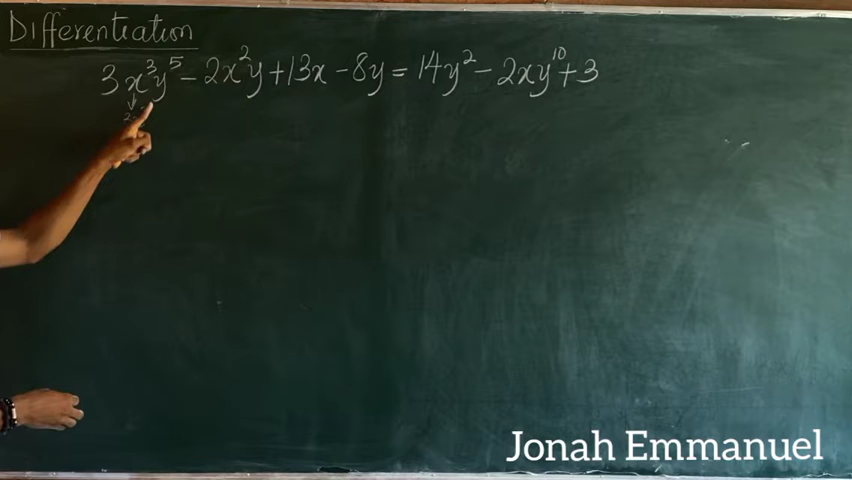 Differentiation
3x³y⁵ - 2x²y + 13x - 8y = 14y² - 2xy¹⁰ + 3
Jonah Emmanuel